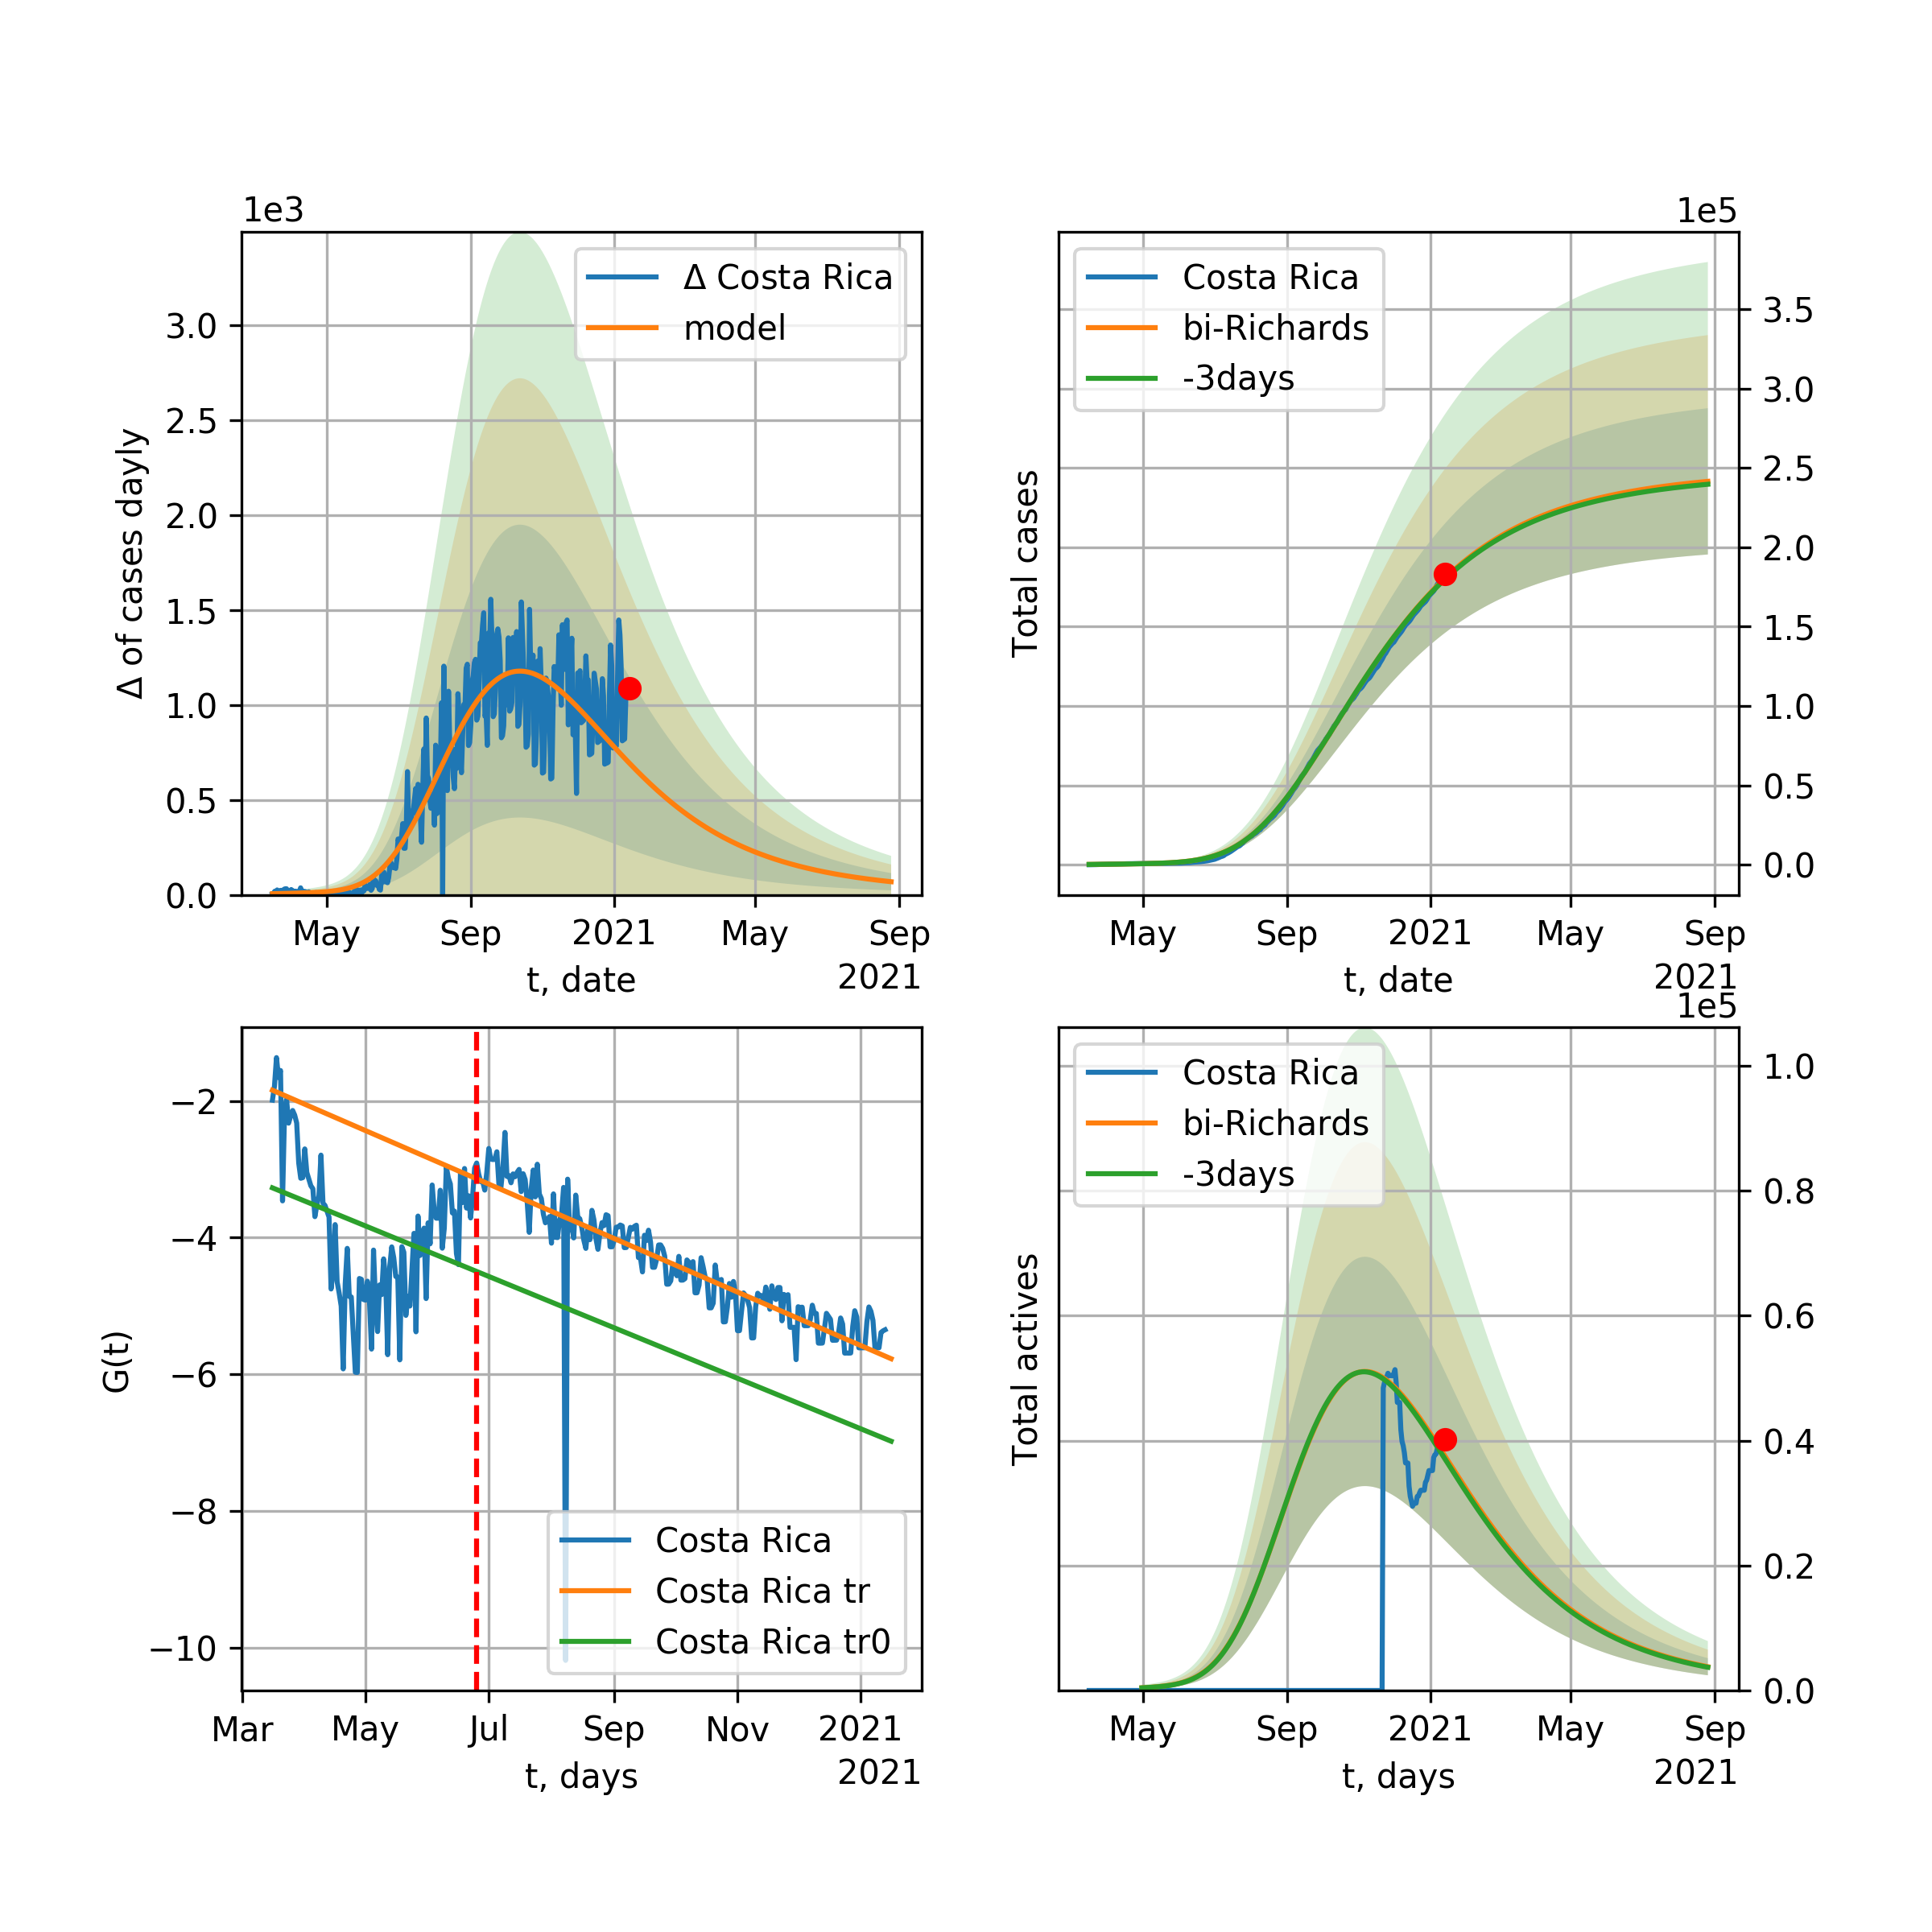 1e3
Δ Costa Rica
model
3.0
2.5
2.0
1.5
1.0
0.5
0.0
Δ of cases dayly
May Sep 2021 May Sep
2021
t, date
1e5
Costa Rica
bi-Richards
-3days
3.5
3.0
2.5
2.0
1.5
1.0
0.5
0.0
Total cases
May Sep 2021 May Sep
2021
t, date
−2
−4
−6
−8
−10
G(t)
Costa Rica
Costa Rica tr
Costa Rica tr0
Mar May Jul Sep Nov 2021
2021
t, days
1e5
Costa Rica
bi-Richards
-3days
1.0
0.8
0.6
0.4
0.2
0.0
Total actives
May Sep 2021 May Sep
2021
t, days